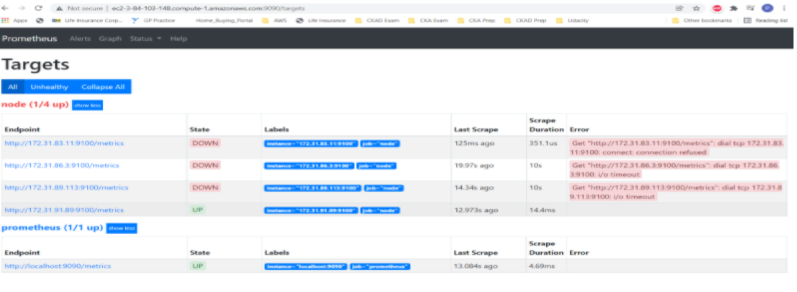 Not secure | ec2-3-84-103-148.compute-1.amazonaws.com:9090/targets
Apps Life Insurance Corp... GP Practice Home_Buying_Portal AWS Life Insurance CKAD Exam CKA Exam CKA Prep CKAD Prep Udacity Other bookmarks Reading list
Prometheus Alerts Graph Status Help
Targets
All Unhealthy Collapse All
node (1/4 up) show less
Endpoint State Labels Last Scrape Scrape Duration Error
http://172.31.83.11:9100/metrics DOWN instance="172.31.83.11:9100" job="node" 125ms ago 351.1us Get "http://172.31.83.11:9100/metrics": dial tcp 172.31.83.
11:9100: connect: connection refused
http://172.31.86.3:9100/metrics DOWN instance="172.31.86.3:9100" job="node" 19.97s ago 10s Get "http://172.31.86.3:9100/metrics": dial tcp 172.31.86.
3:9100: i/o timeout
http://172.31.89.113:9100/metrics DOWN instance="172.31.89.113:9100" job="node" 14.34s ago 10s Get "http://172.31.89.113:9100/metrics": dial tcp 172.31.8
9.113:9100: i/o timeout
http://172.31.91.89:9100/metrics UP instance="172.31.91.89:9100" job="node" 12.973s ago 14.4ms
prometheus (1/1 up) show less
Endpoint State Labels Last Scrape Scrape Duration Error
http://localhost:9090/metrics UP instance="localhost:9090" job="prometheus" 13.084s ago 4.69ms